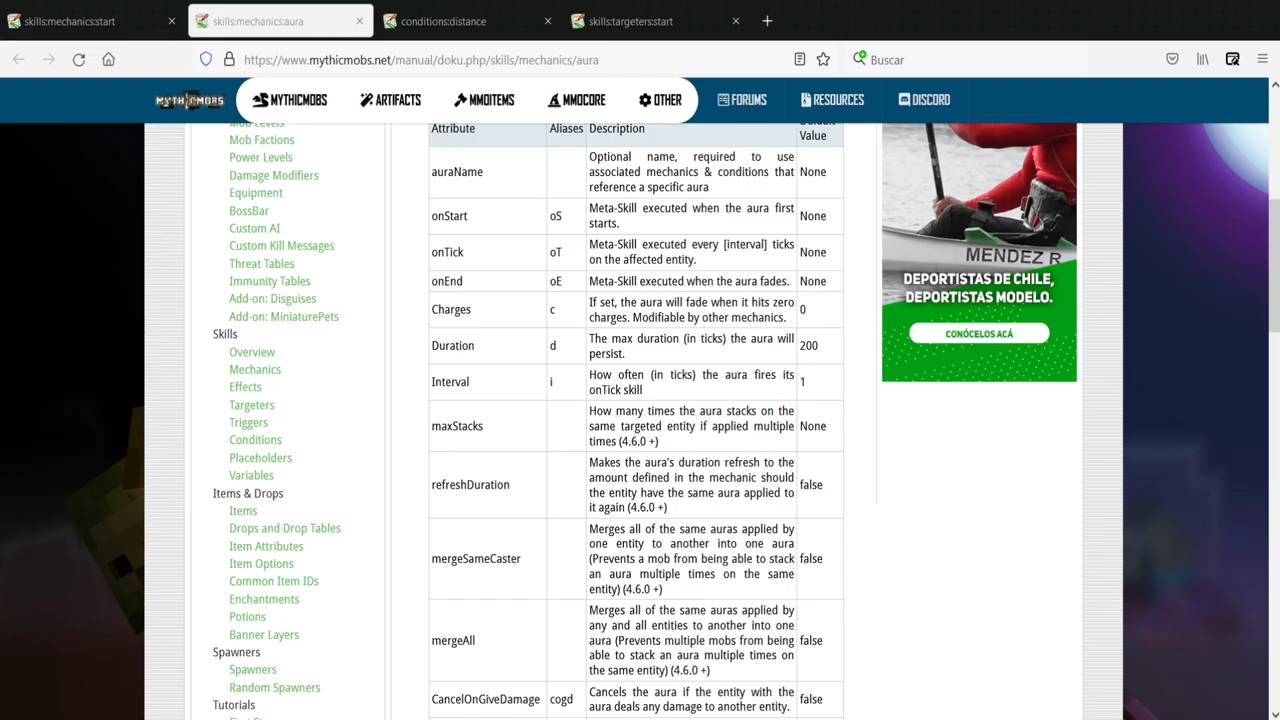 skills:mechanics:start
skills:mechanics:aura
conditions:distance
skills:targeters:start
https://www.mythicmobs.net/manual/doku.php/skills/mechanics/aura
Buscar
MYTHICMOBS
MYTHICMOBS
ARTIFACTS
MMOITEMS
MMOCORE
OTHER
FORUMS
RESOURCES
DISCORD
Mob Levels
Mob Factions
Power Levels
Damage Modifiers
Equipment
BossBar
Custom AI
Custom Kill Messages
Threat Tables
Immunity Tables
Add-on: Disguises
Add-on: MiniaturePets
Skills
Overview
Mechanics
Effects
Targeters
Triggers
Conditions
Placeholders
Variables
Items & Drops
Items
Drops and Drop Tables
Item Attributes
Item Options
Common Item IDs
Enchantments
Potions
Banner Layers
Spawners
Spawners
Random Spawners
Tutorials
Attribute Aliases Description Default
Value
auraName
Optional name, required to use
associated mechanics & conditions that
reference a specific aura
None
onStart oS
Meta-Skill executed when the aura first
starts.
None
onTick oT
Meta-Skill executed every [interval] ticks
on the affected entity.
None
onEnd oE Meta-Skill executed when the aura fades. None
Charges c
If set, the aura will fade when it hits zero
charges. Modifiable by other mechanics.
0
Duration d
The max duration (in ticks) the aura will
persist.
200
Interval i
How often (in ticks) the aura fires its
onTick skill
1
maxStacks
How many times the aura stacks on the
same targeted entity if applied multiple
times (4.6.0 +)
None
refreshDuration
Makes the aura's duration refresh to the
amount defined in the mechanic should
the entity have the same aura applied to
it again (4.6.0 +)
false
mergeSameCaster
Merges all of the same auras applied by
one entity to another into one aura
(Prevents a mob from being able to stack
an aura multiple times on the same
entity) (4.6.0 +)
false
mergeAll
Merges all of the same auras applied by
any and all entities to another into one
aura (Prevents multiple mobs from being
able to stack an aura multiple times on
the same entity) (4.6.0 +)
false
CancelOnGiveDamage cogd
Cancels the aura if the entity with the
aura deals any damage to another entity.
false
MENDEZ R
DEPORTISTAS DE CHILE,
DEPORTISTAS MODELO.
CONÓCELOS ACÁ